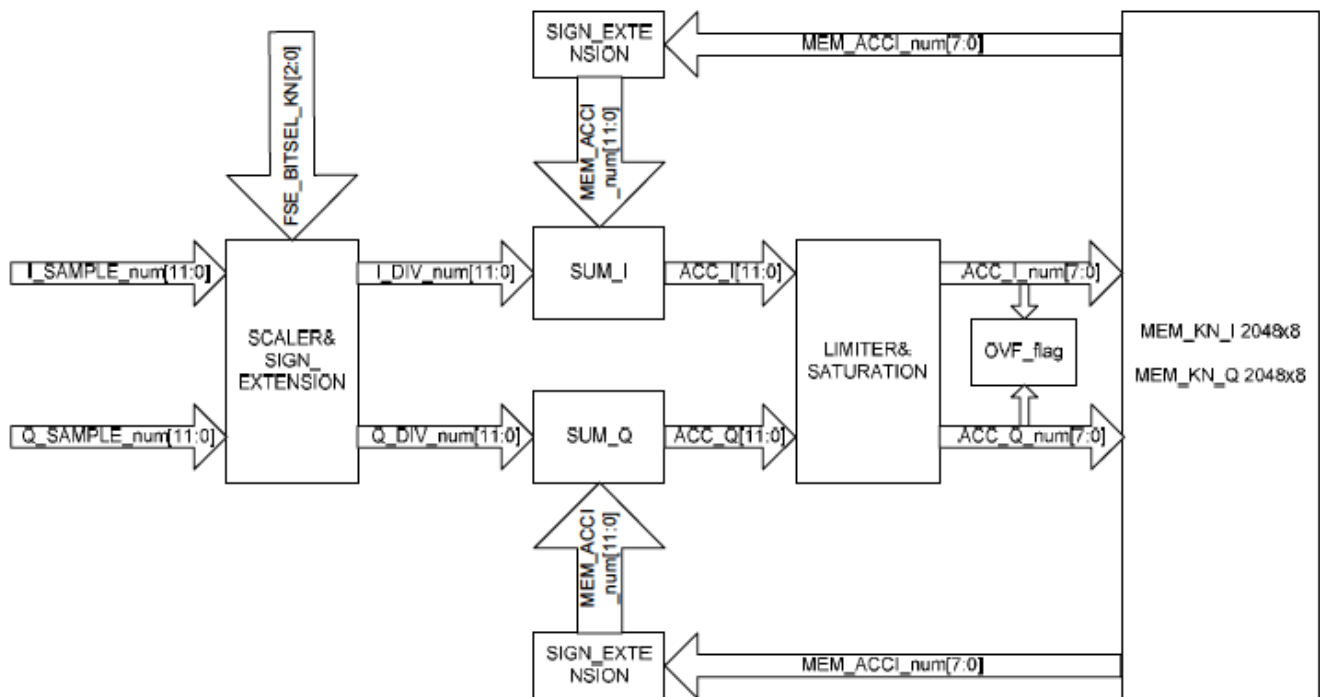 SIGN_EXTE
NSION
MEM_ACCI_num[7:0]
FSE_BITSEL_KN[2:0]
MEM_ACCI
_num[11:0]
I_SAMPLE_num[11:0]
I_DIV_num[11:0]
SUM_I
ACC_I[11:0]
ACC_I_num[7:0]
SCALER&
SIGN_
EXTENSION
LIMITER&
SATURATION
OVF_flag
MEM_KN_I 2048x8
MEM_KN_Q 2048x8
Q_SAMPLE_num[11:0]
Q_DIV_num[11:0]
SUM_Q
ACC_Q[11:0]
ACC_Q_num[7:0]
MEM_ACCI
_num[11:0]
SIGN_EXTE
NSION
MEM_ACCI_num[7:0]